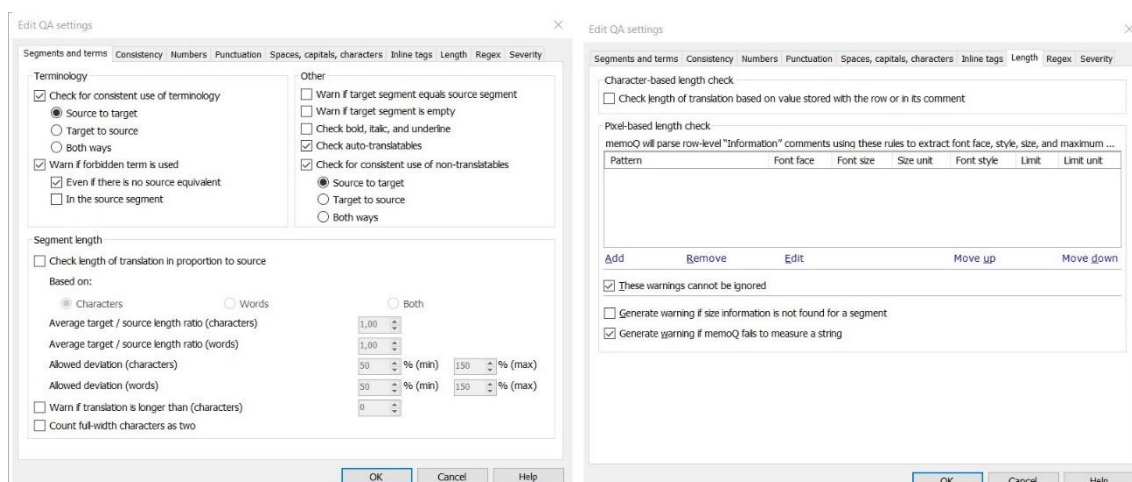 Edit QA settings
Segments and terms Consistency Numbers Punctuation Spaces, capitals, characters Inline tags Length Regex Severity
Terminology
Check for consistent use of terminology
Source to target
Target to source
Both ways
Warn if forbidden term is used
Even if there is no source equivalent
In the source segment
Other
Warn if target segment equals source segment
Warn if target segment is empty
Check bold, italic, and underline
Check auto-translatables
Check for consistent use of non-translatables
Source to target
Target to source
Both ways
Segment length
Check length of translation in proportion to source
Based on:
Characters Words Both
Average target / source length ratio (characters) 1,00
Average target / source length ratio (words) 1,00
Allowed deviation (characters) 50 % (min) 150 % (max)
Allowed deviation (words) 50 % (min) 150 % (max)
Warn if translation is longer than (characters) 0
Count full-width characters as two
OK Cancel Help
Edit QA settings
Segments and terms Consistency Numbers Punctuation Spaces, capitals, characters Inline tags Length Regex Severity
Character-based length check
Check length of translation based on value stored with the row or in its comment
Pixel-based length check
memoQ will parse row-level "Information" comments using these rules to extract font face, style, size, and maximum ...
Pattern Font face Font size Size unit Font style Limit Limit unit
Add Remove Edit Move up Move down
These warnings cannot be ignored
Generate warning if size information is not found for a segment
Generate warning if memoQ fails to measure a string
OK Cancel Help